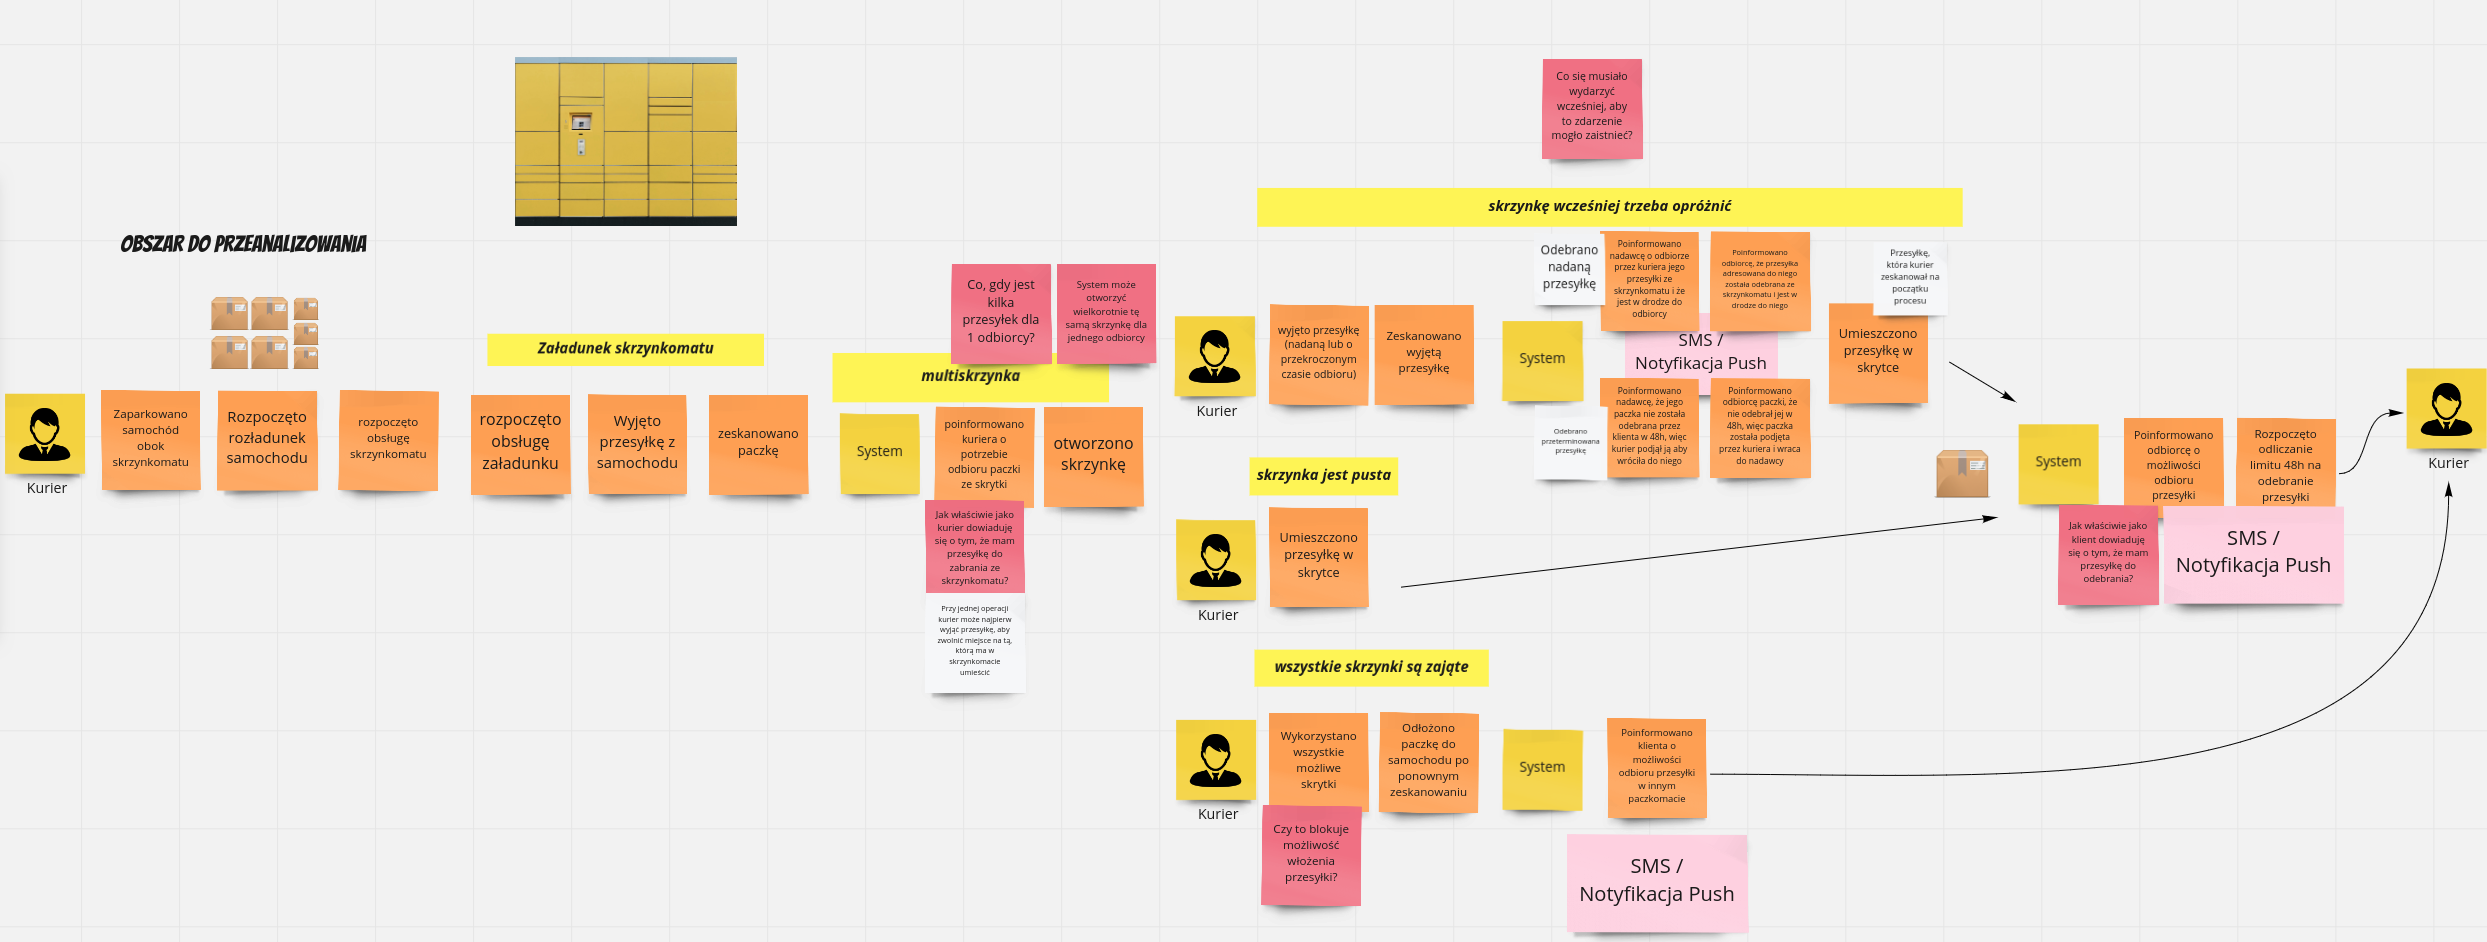 OBSZAR DO PRZEANALIZOWANIA
Kurier
Zaparkowano
samochód
obok
skrzynkomatu
Rozpoczęto
rozładunek
samochodu
rozpoczęto
obsługę
skrzynkomatu
Załadunek skrzynkomatu
rozpoczęto
obsługę
załadunku
Wyjęto
przesyłkę z
samochodu
zeskanowano
paczkę
Co, gdy jest
kilka
przesyłek dla
1 odbiorcy?
System może
otworzyć
wielkorotnie tę
samą skrzynkę dla
jednego odbiorcy
multiskrzynka
System
poinformowano
kuriera o
potrzebie
odbioru paczki
ze skrytki
otworzono
skrzynkę
Jak właściwie jako
kurier dowiaduję
się o tym, że mam
przesyłkę do
zabrania ze
skrzynkomatu?
Przy jednej operacji
kurier może najpierw
wyjąć przesyłkę, aby
zwolnić miejsce na tą,
którą ma w
skrzynkomacie
umieścić
Co się musiało
wydarzyć
wcześniej, aby
to zdarzenie
mogło zaistnieć?
skrzynkę wcześniej trzeba opróżnić
Kurier
wyjęto przesyłkę
(nadaną lub o
przekroczonym
czasie odbioru)
Zeskanowano
wyjętą
przesyłkę
System
Odebrano
nadaną
przesyłkę
Poinformowano
nadawcę o odbiorze
przez kuriera jego
przesyłki ze
skrzynkomatu i że
jest w drodze do
odbiorcy
Poinformowano
odbiorcę, że przesyłka
adresowana do niego
została odebrana ze
skrzynkomatu i jest w
drodze do niego
SMS /
Notyfikacja Push
Odebrano
przeterminowana
przesyłkę
Poinformowano
nadawcę, że jego
paczka nie została
odebrana przez
klienta w 48h, więc
kurier podjął ją aby
wróciła do niego
Poinformowano
odbiorcę paczki, że
nie odebrał jej w
48h, więc paczka
została podjęta
przez kuriera i wraca
do nadawcy
Przesyłkę,
która kurier
zeskanował na
początku
procesu
Umieszczono
przesyłkę w
skrytce
skrzynka jest pusta
Kurier
Umieszczono
przesyłkę w
skrytce
wszystkie skrzynki są zajęte
Kurier
Wykorzystano
wszystkie
możliwe
skrytki
Odłożono
paczkę do
samochodu po
ponownym
zeskanowaniu
Czy to blokuje
możliwość
włożenia
przesyłki?
System
Poinformowano
klienta o
możliwości
odbioru przesyłki
w innym
paczkomacie
SMS /
Notyfikacja Push
System
Poinformowano
odbiorcę o
możliwości
odbioru
przesyłki
Rozpoczęto
odliczanie
limitu 48h na
odebranie
przesyłki
Jak właściwie jako
klient dowiaduję
się o tym, że mam
przesyłkę do
odebrania?
SMS /
Notyfikacja Push
Kurier